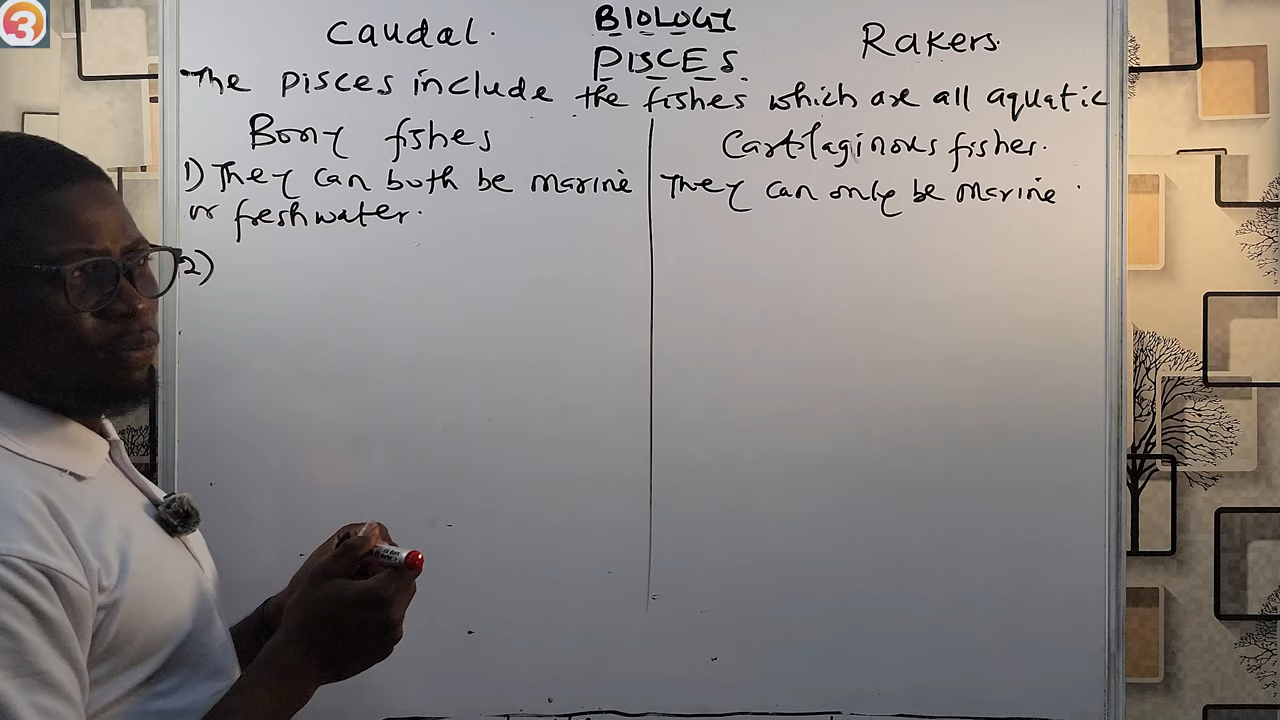 3
BIOLOGY
Caudal.
PISCES.
Rakers.
The Pisces include the fishes which are all aquatic
Bony fishes
Cartilaginous fishes.
1) They can both be marine
or freshwater.
They can only be marine.
2)